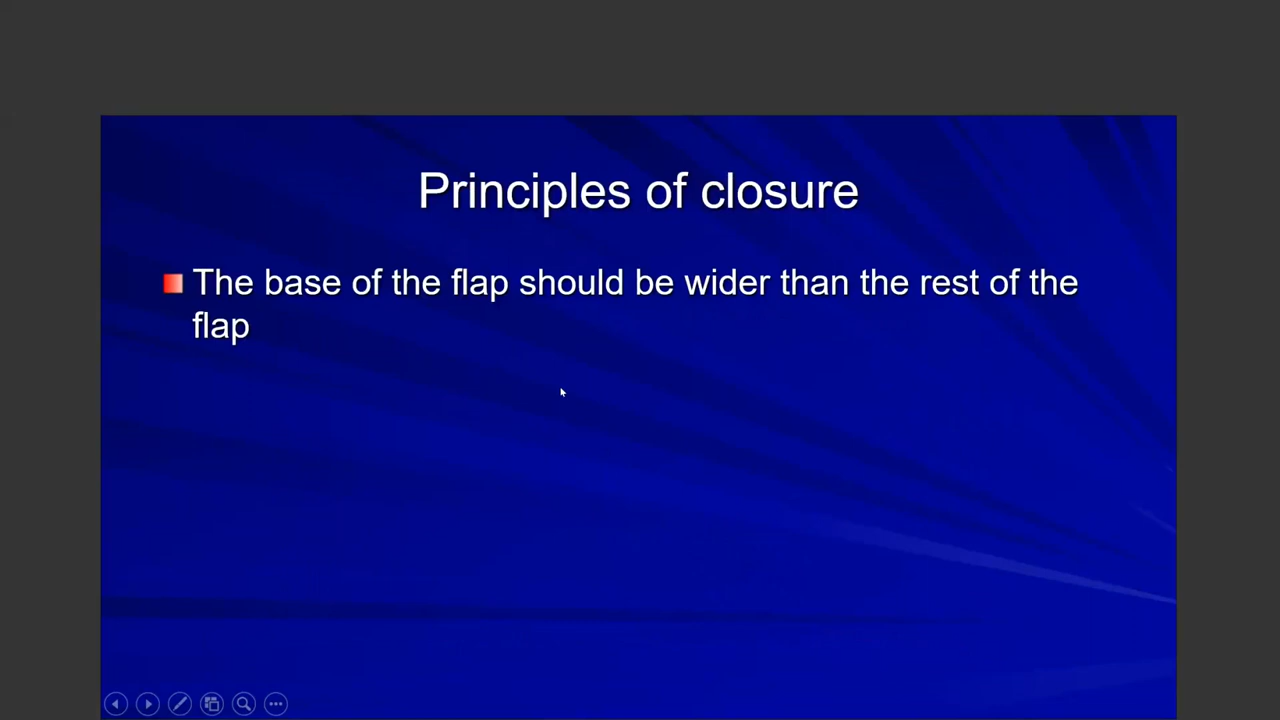 Principles of closure
The base of the flap should be wider than the rest of the
flap